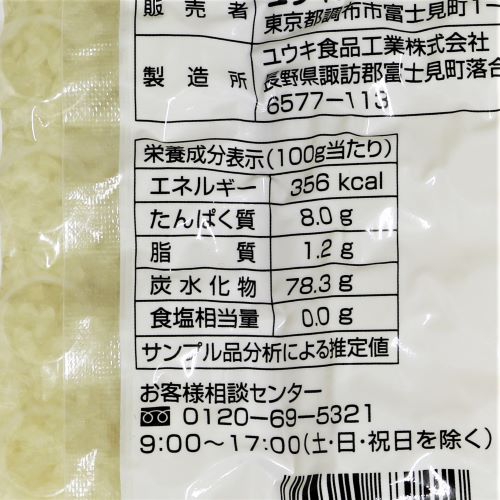 販売者
東京都調布市富士見町1-
製造所
ユウキ食品工業株式会社
長野県諏訪郡富士見町落合
6577-113
栄養成分表示(100g当たり)
エネルギー 356 kcal
たんぱく質 8.0 g
脂質 1.2 g
炭水化物 78.3 g
食塩相当量 0.0 g
サンプル品分析による推定値
お客様相談センター
0120-69-5321
9:00～17:00(土・日・祝日を除く)